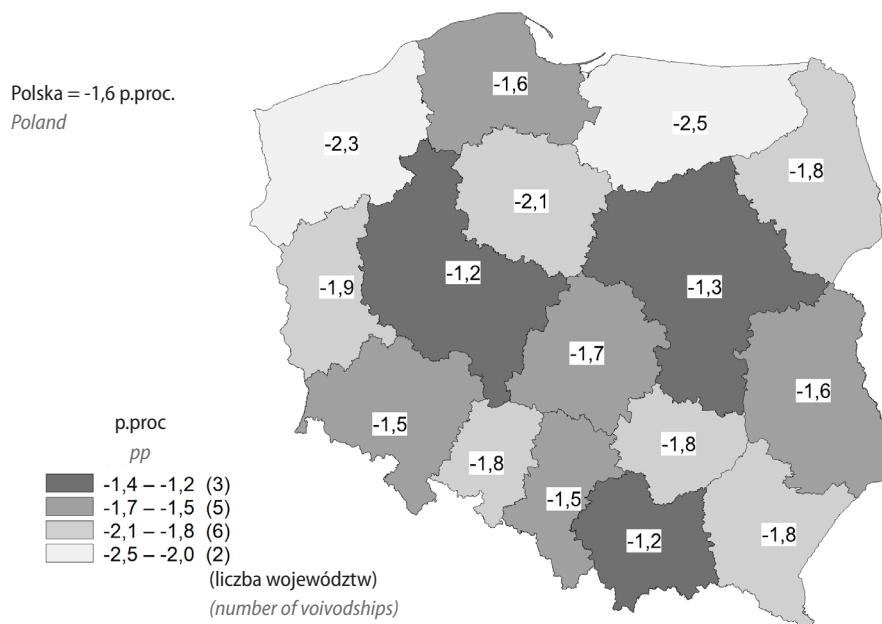 Polska = -1,6 p.proc.
Poland
-1,6
-2,3
-2,5
-1,8
-2,1
-1,2
-1,9
-1,3
-1,7
-1,6
-1,5
-1,8
-1,8
-1,5
-1,2
-1,8
p.proc
pp
-1,4 – -1,2 (3)
-1,7 – -1,5 (5)
-2,1 – -1,8 (6)
-2,5 – -2,0 (2)
(liczba województw)
(number of voivodships)